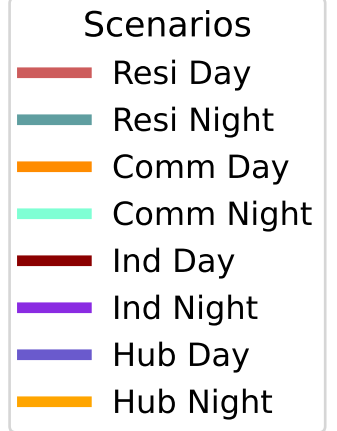 Scenarios
Resi Day
Resi Night
Comm Day
Comm Night
Ind Day
Ind Night
Hub Day
Hub Night